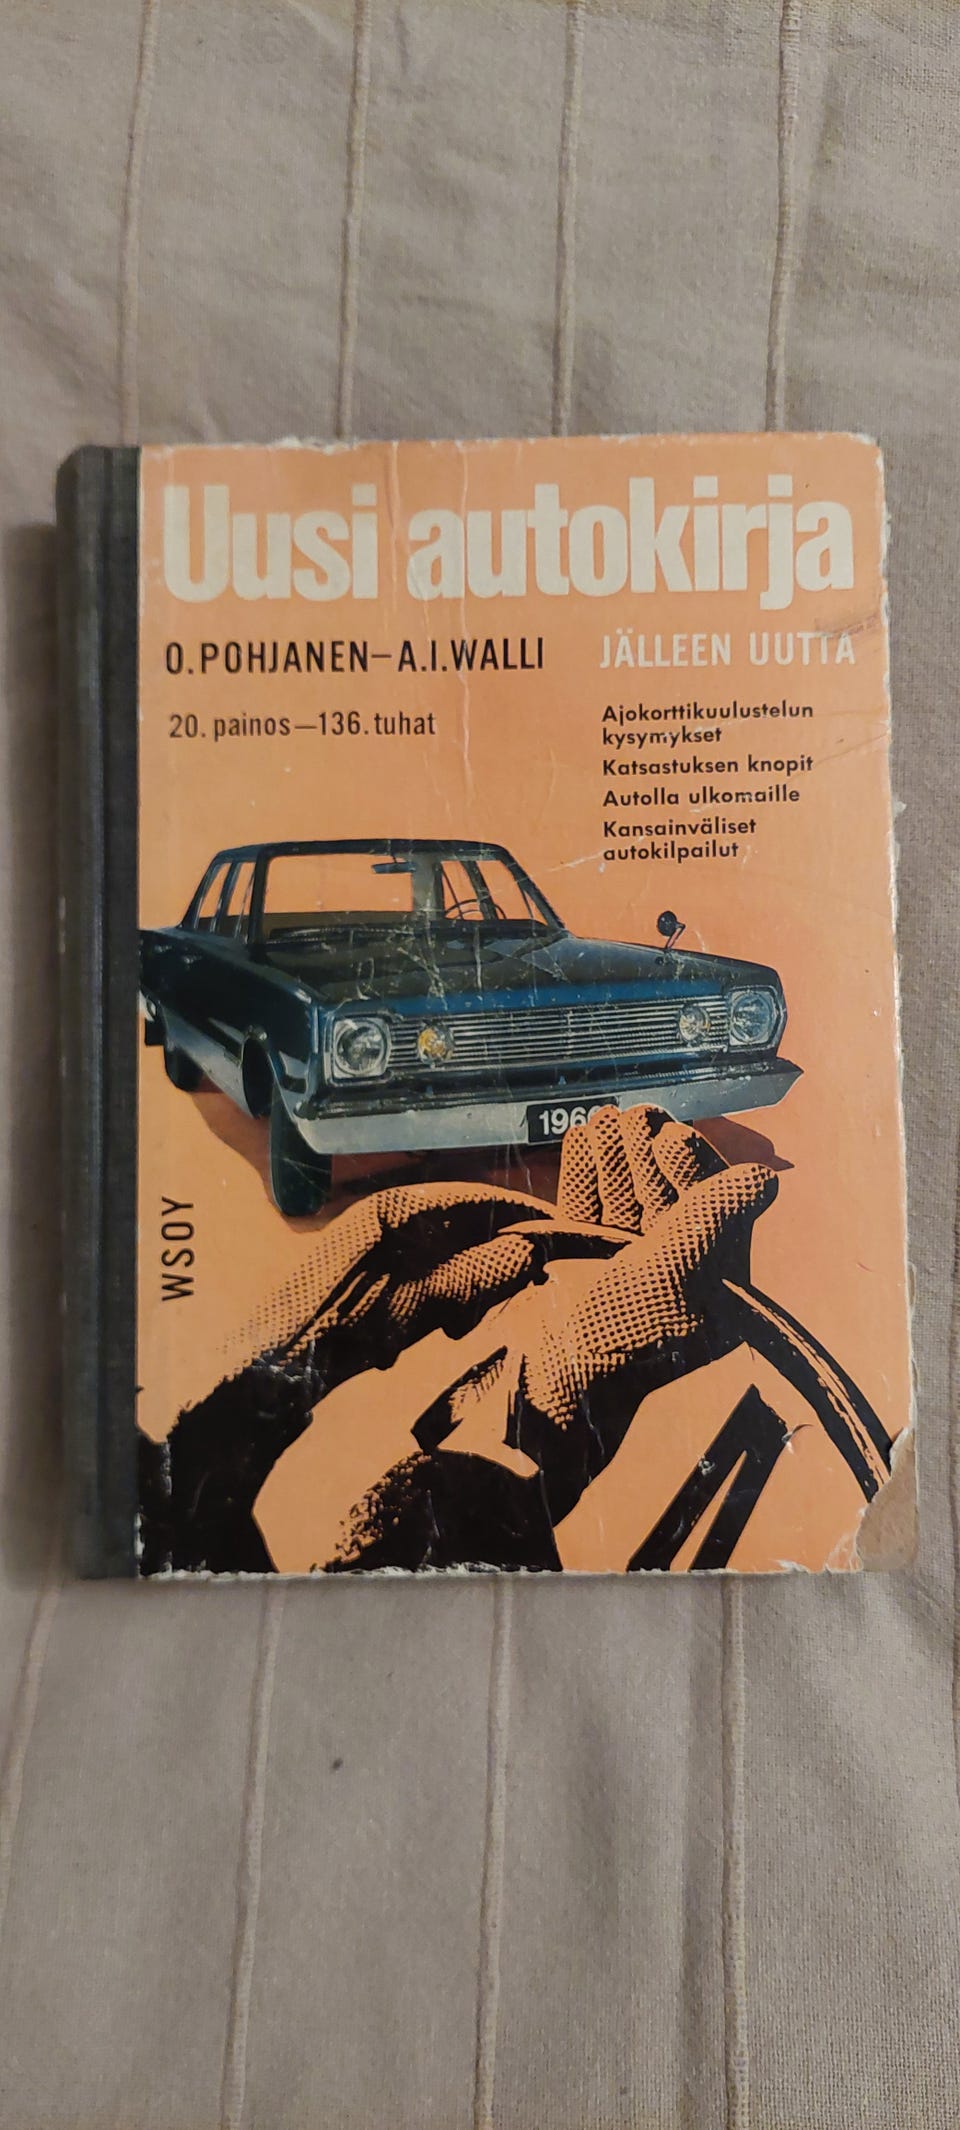 Uusi autokirja
O. POHJANEN–A. I. WALLI
20. painos—136. tuhat
JÄLLEEN UUTTA
Ajokorttikuulustelun
kysymykset
Katsastuksen knopit
Autolla ulkomaille
Kansainväliset
autokilpailut
WSOY